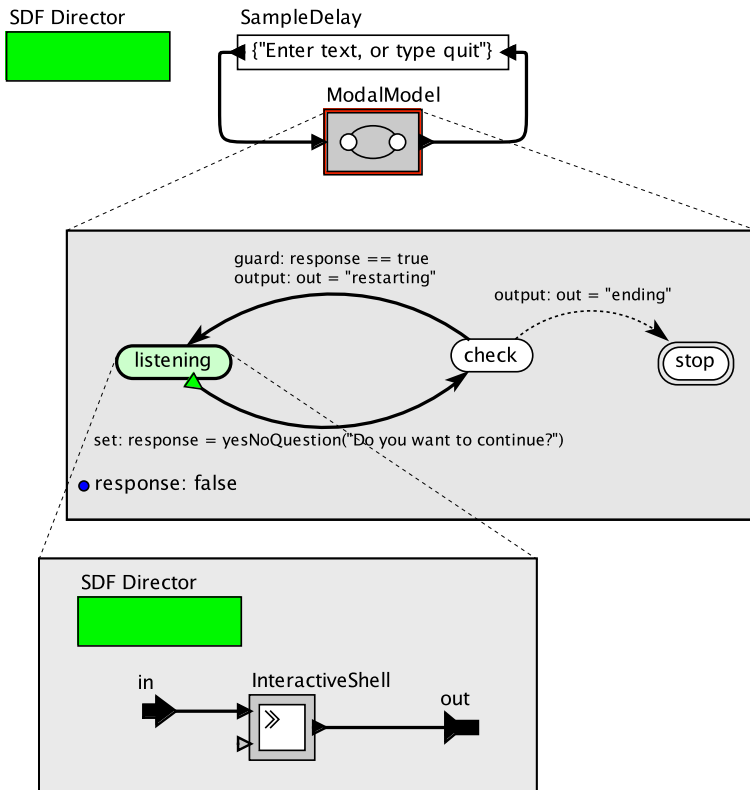 SDF Director
SampleDelay
{"Enter text, or type quit"}
ModalModel
guard: response == true
output: out = "restarting"
output: out = "ending"
listening
check
stop
set: response = yesNoQuestion("Do you want to continue?")
response: false
SDF Director
in
InteractiveShell
out